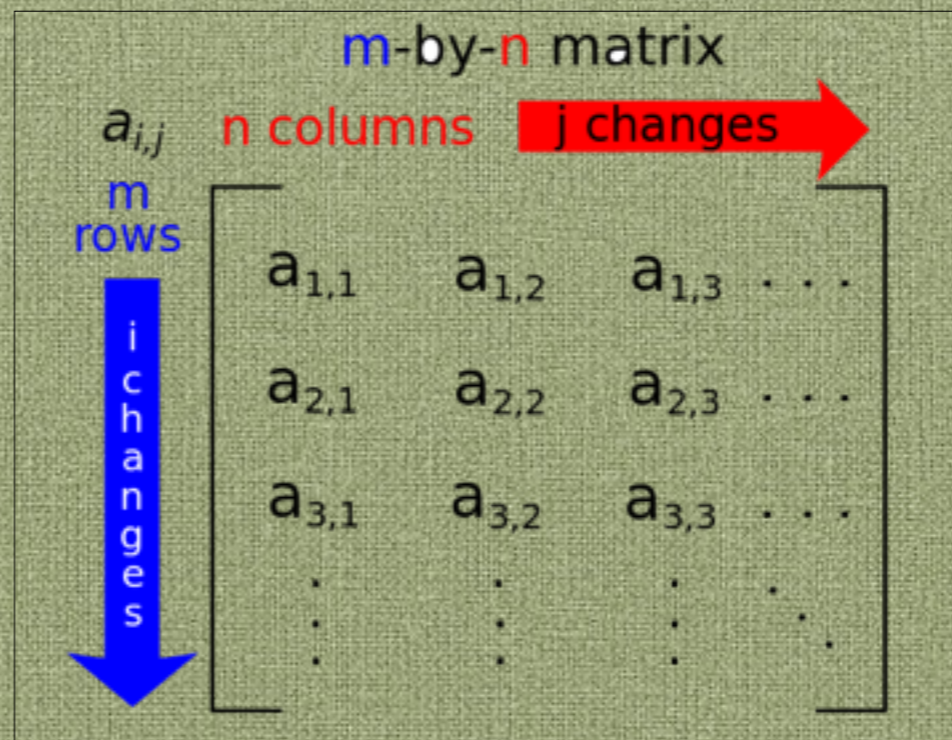 m-by-n matrix
a_{i,j} n columns j changes
m
rows
i changes
a_{1,1} a_{1,2} a_{1,3} . . .
a_{2,1} a_{2,2} a_{2,3} . . .
a_{3,1} a_{3,2} a_{3,3} . . .